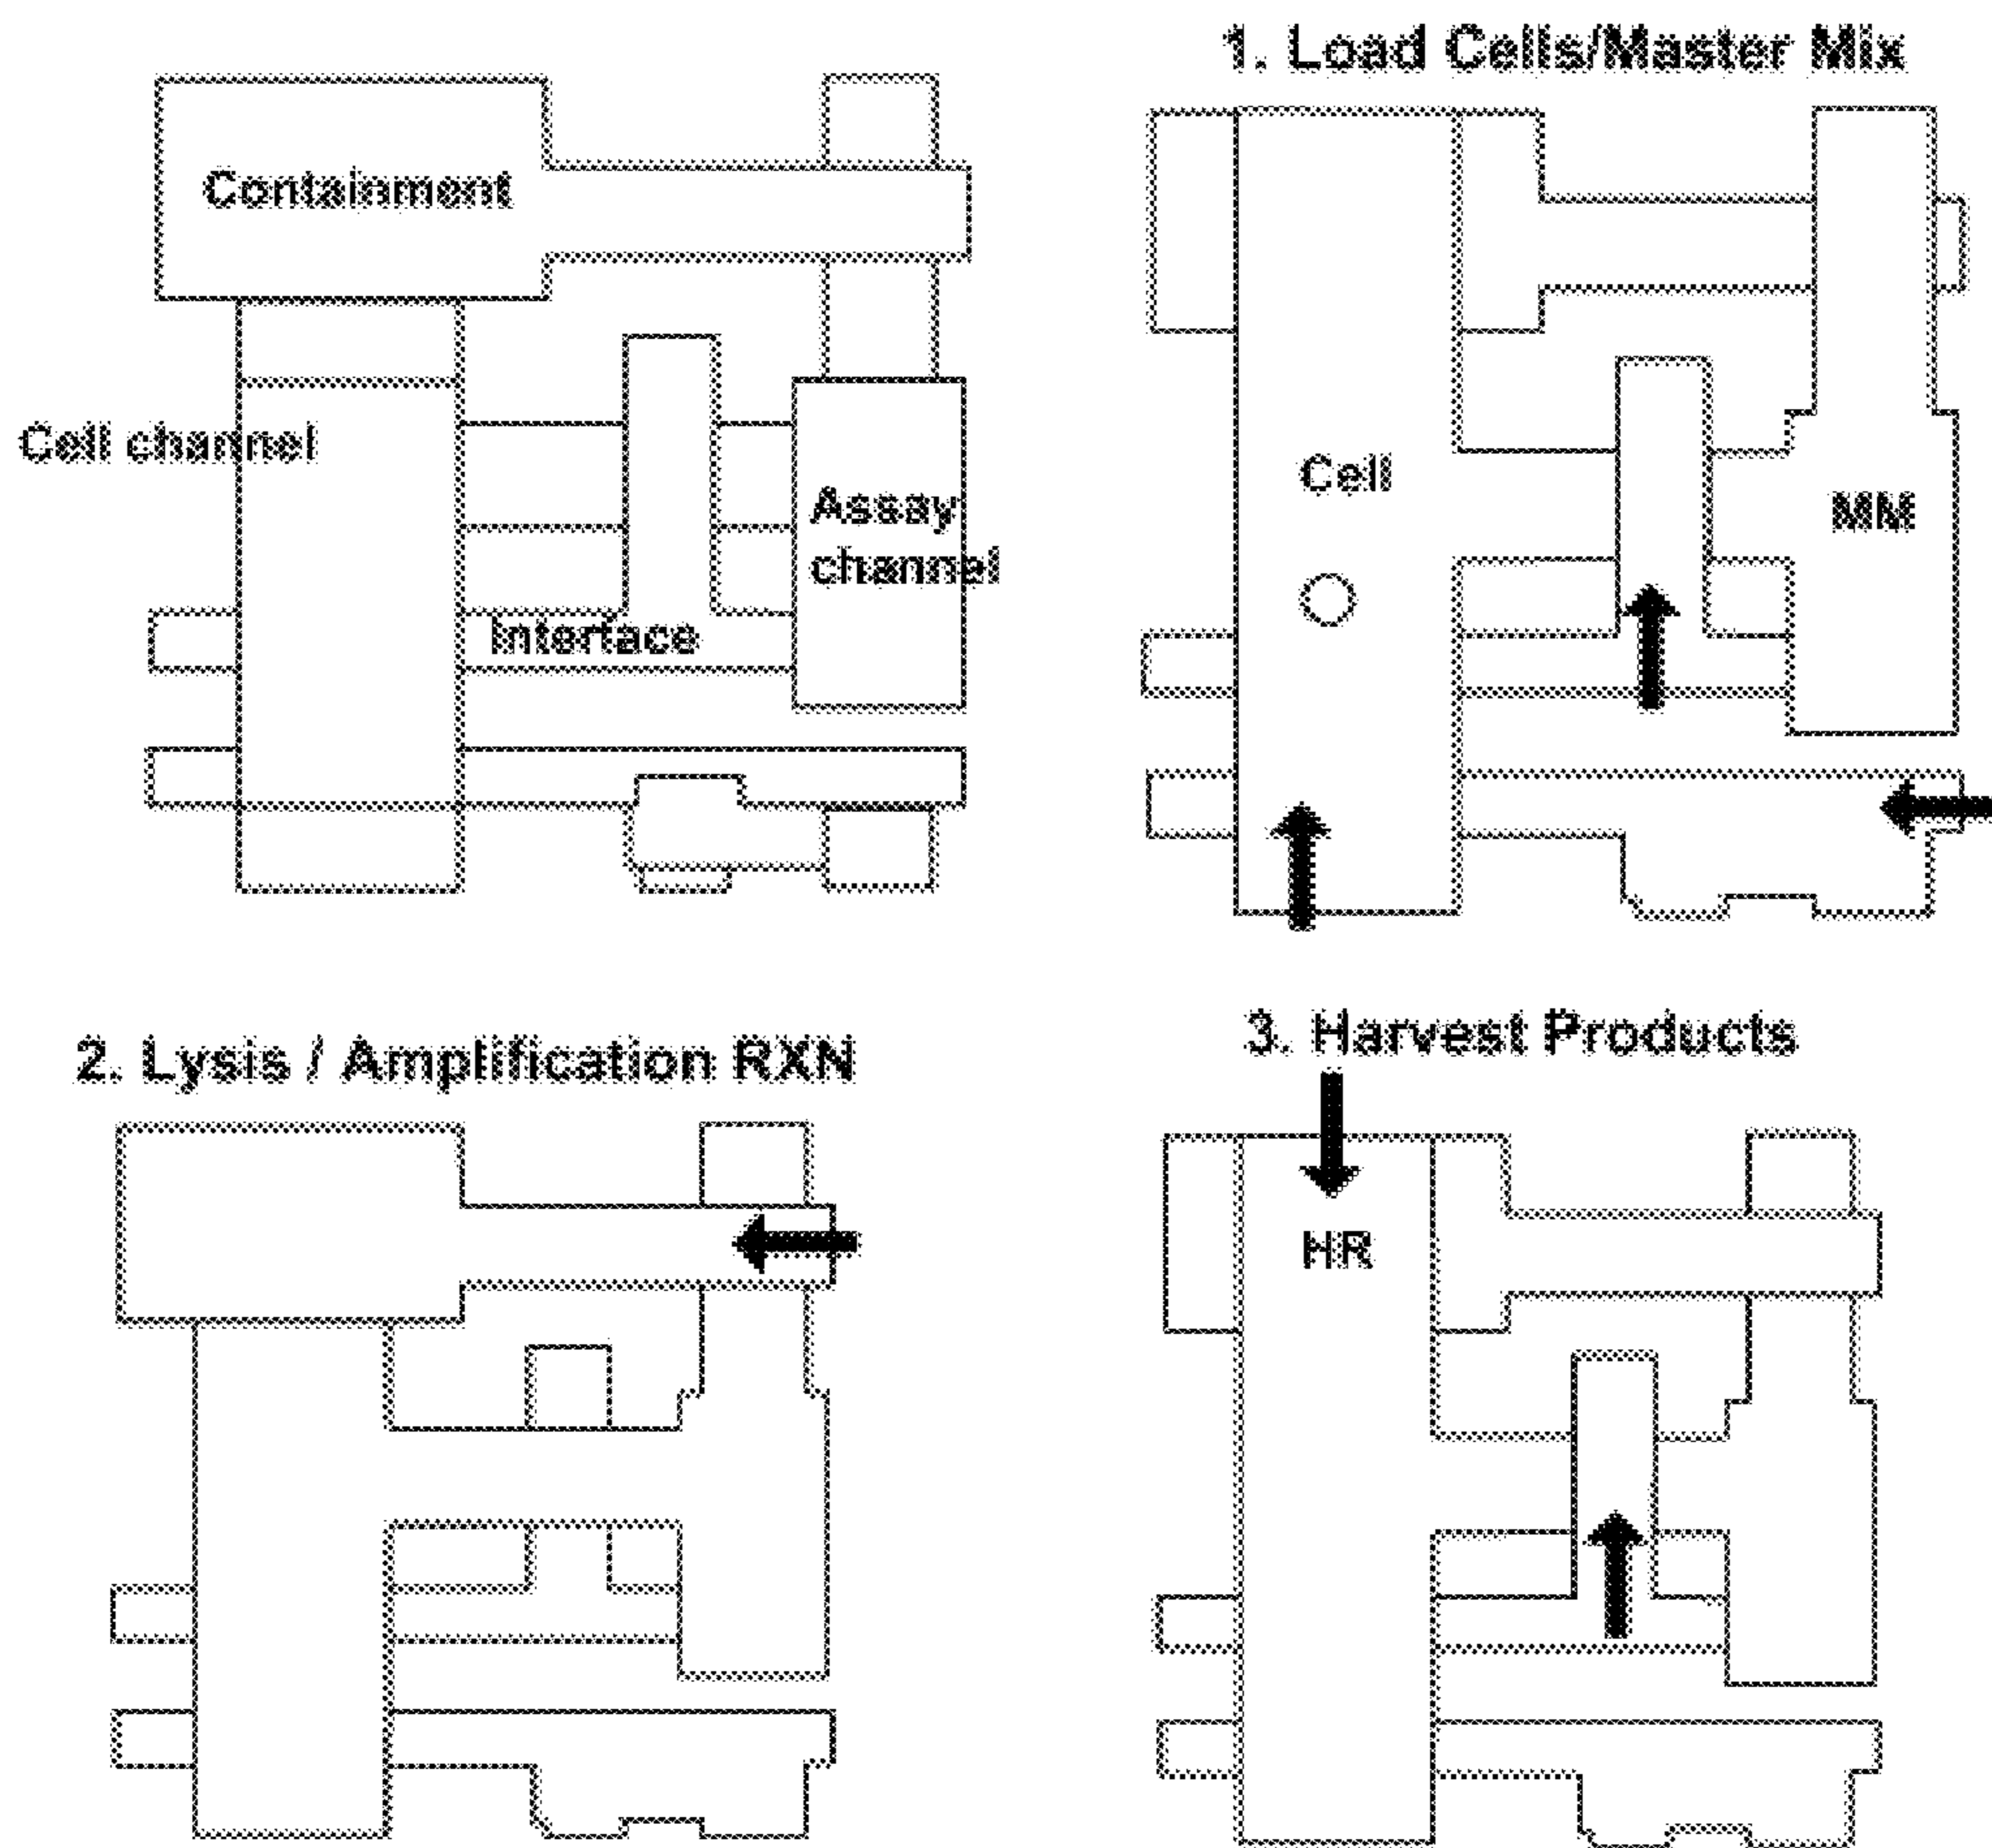 1. Load Cells/Master Mix
Containment
Cell channel
Assay
channel
Interface
Cell
MM
2. Lysis / Amplification RXN
3. Harvest Products
HR